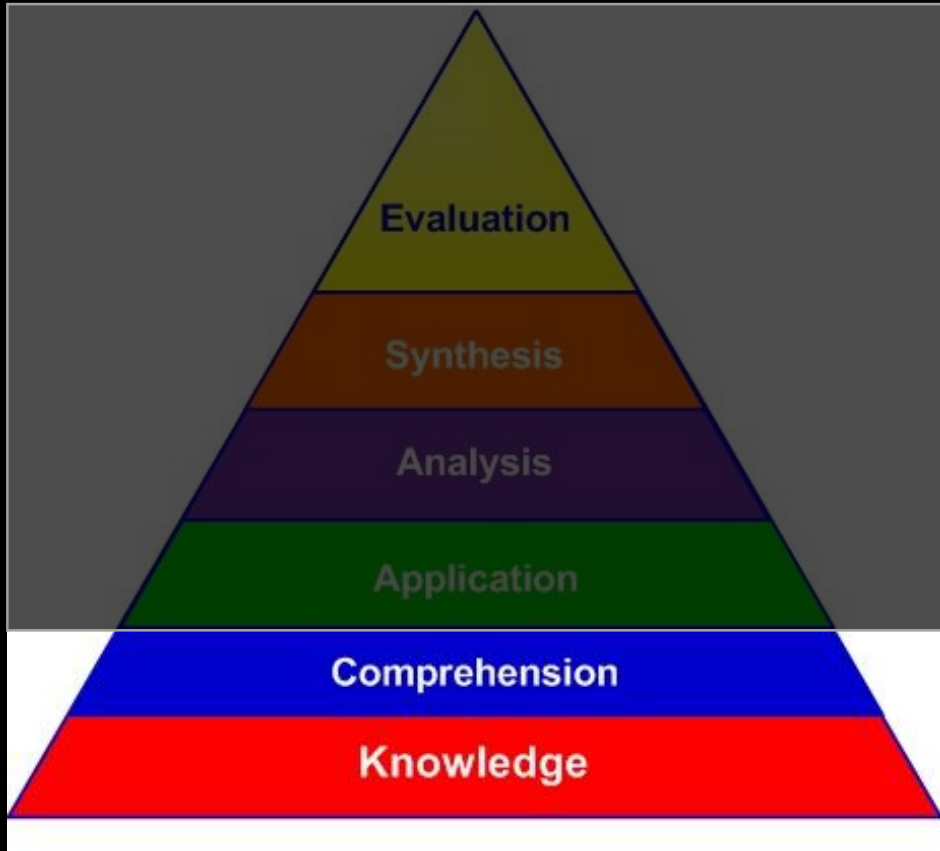 Evaluation
Synthesis
Analysis
Application
Comprehension
Knowledge